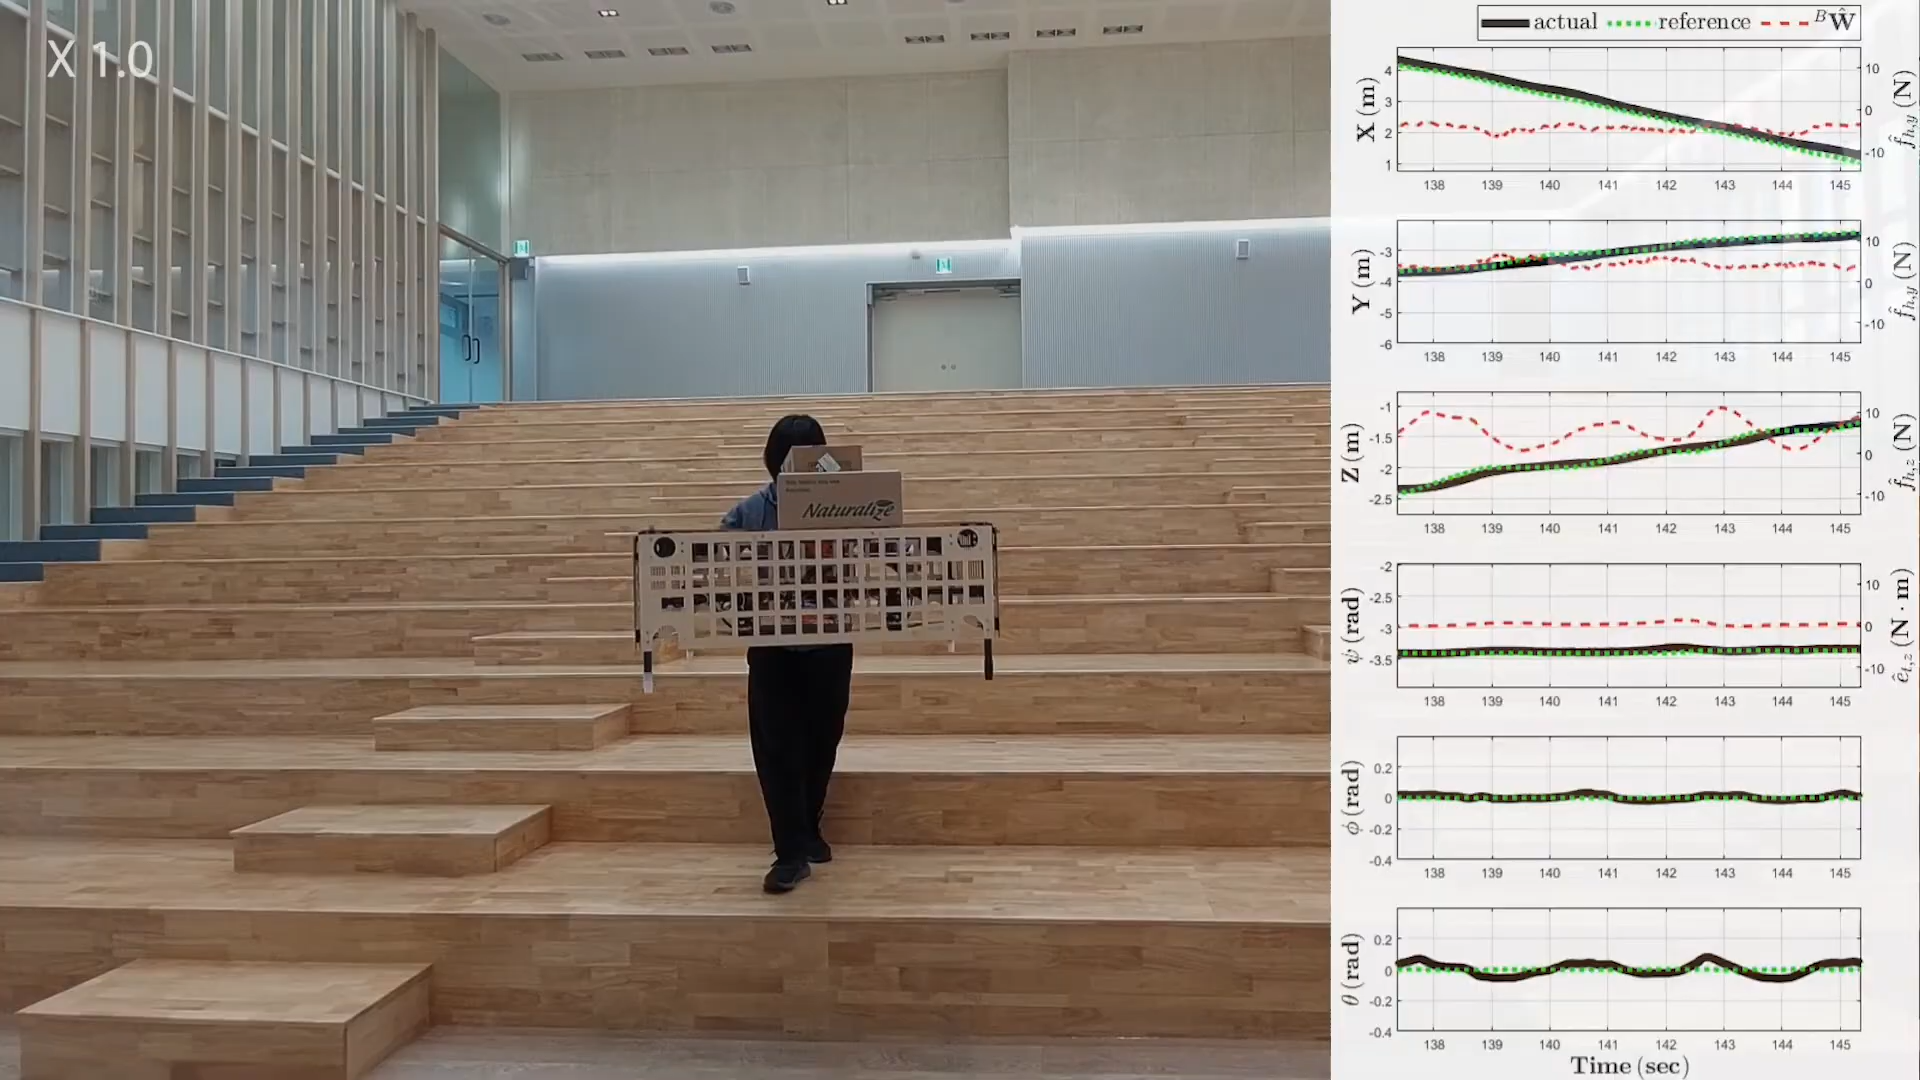 X 1.0
Naturalize
actual reference ᴮŴ
X (m)
4
3
2
1
10
0
-10
f̂h,y (N)
138 139 140 141 142 143 144 145
Y (m)
-3
-4
-5
-6
10
0
-10
f̂h,y (N)
138 139 140 141 142 143 144 145
Z (m)
-1
-1.5
-2
-2.5
10
0
-10
f̂h,z (N)
138 139 140 141 142 143 144 145
ψ (rad)
-2
-2.5
-3
-3.5
10
0
-10
êt,z (N · m)
138 139 140 141 142 143 144 145
ϕ (rad)
0.2
0
-0.2
-0.4
138 139 140 141 142 143 144 145
θ (rad)
0.2
0
-0.2
-0.4
138 139 140 141 142 143 144 145
Time (sec)